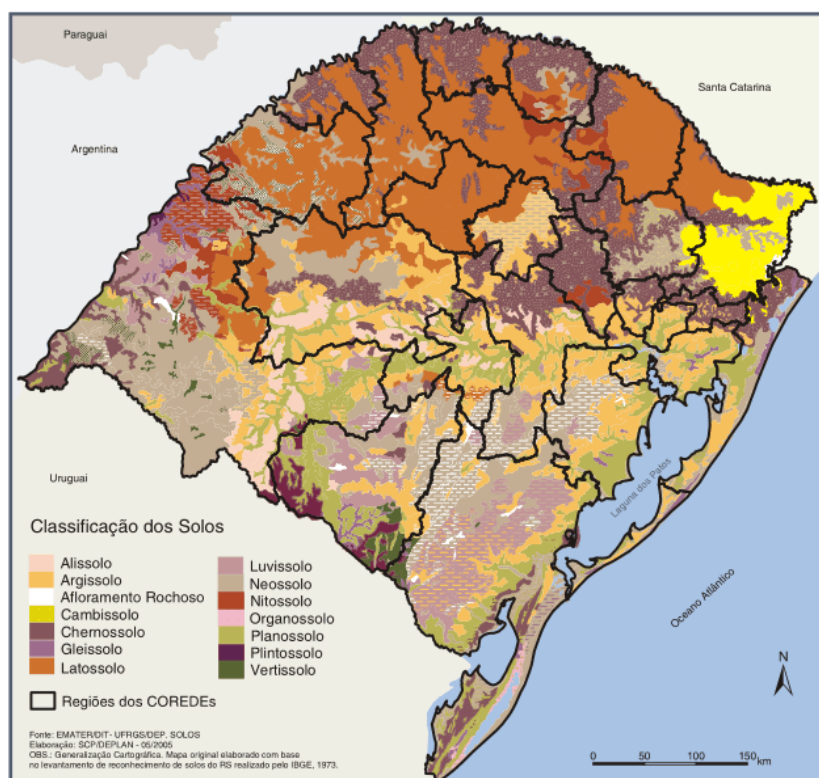 Paraguai
Santa Catarina
Argentina
Uruguai
Laguna dos Patos
Oceano Atlântico
Classificação dos Solos
Alissolo
Argissolo
Afloramento Rochoso
Cambissolo
Chernossolo
Gleissolo
Latossolo
Luvissolo
Neossolo
Nitossolo
Organossolo
Planossolo
Plintossolo
Vertissolo
Regiões dos COREDEs
Fonte: EMATER/DIT- UFRGS/DEP. SOLOS
Elaboração: SCP/DEPLAN - 05/2005
OBS.: Generalização Cartográfica. Mapa original elaborado com base
no levantamento de reconhecimento de solos do RS realizado pelo IBGE, 1973.
N
0 50 100 150 km